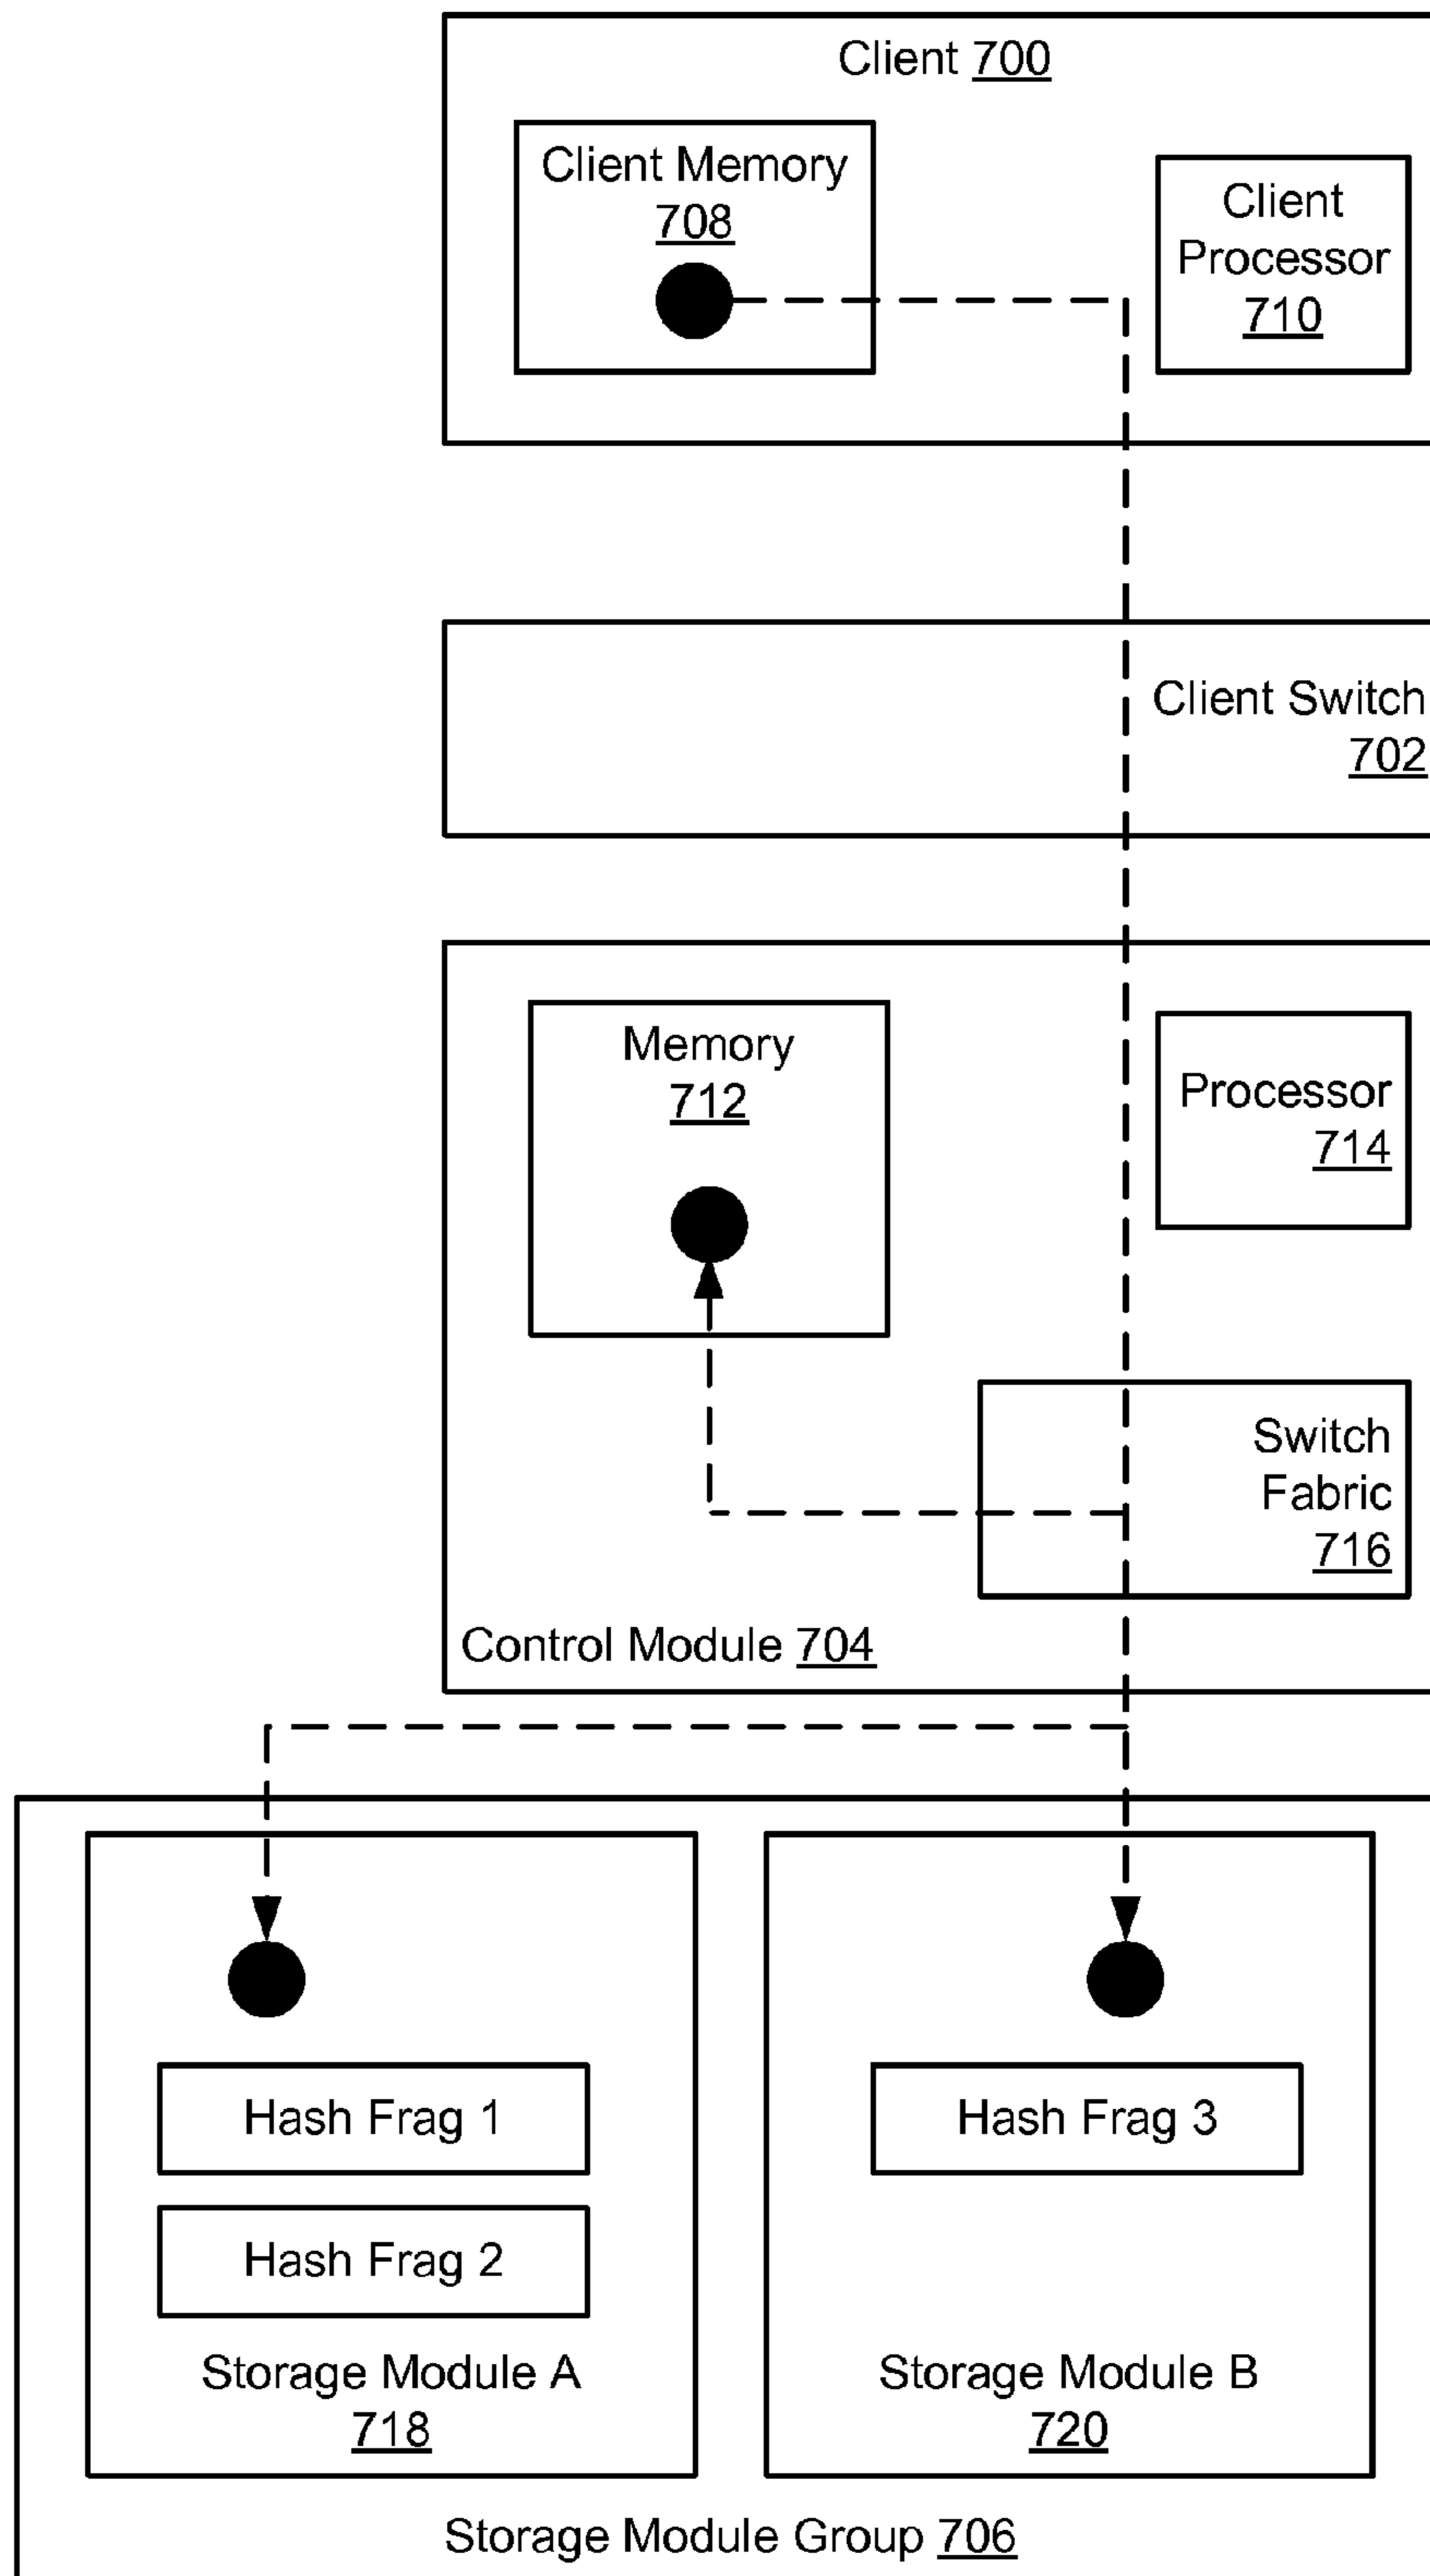 Client 700
Client Memory
708
Client
Processor
710
Client Switch
702
Memory
712
Processor
714
Switch
Fabric
716
Control Module 704
Hash Frag 1
Hash Frag 2
Storage Module A
718
Hash Frag 3
Storage Module B
720
Storage Module Group 706